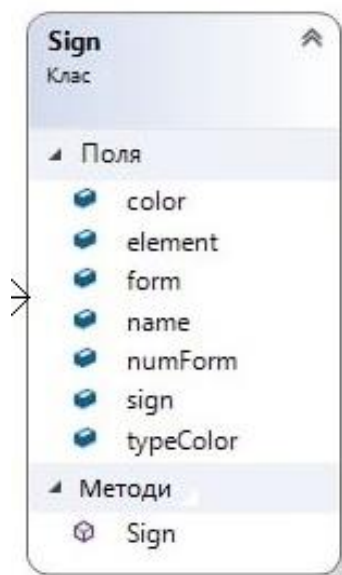 Sign
Клас
Поля
color
element
form
name
numForm
sign
typeColor
Методи
Sign